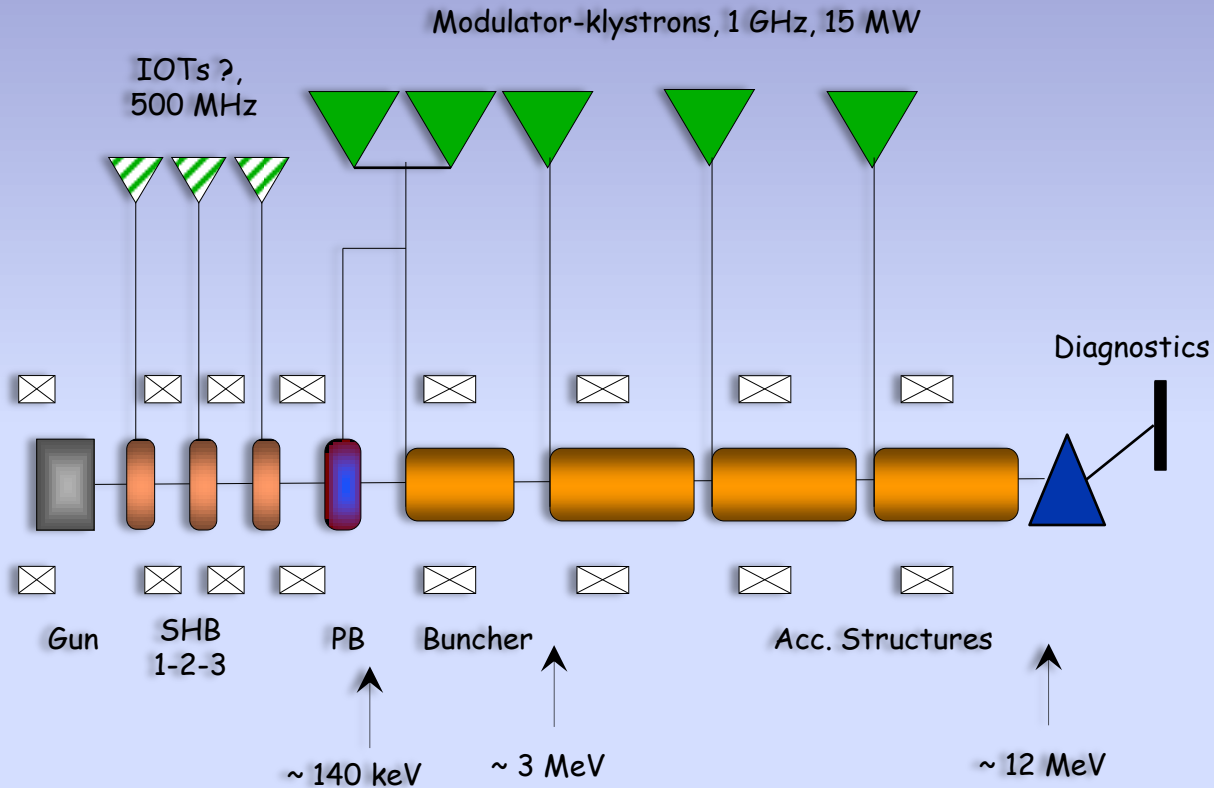 Modulator-klystrons, 1 GHz, 15 MW
IOTs ?,
500 MHz
Diagnostics
Gun
SHB
1-2-3
PB
Buncher
Acc. Structures
~ 140 keV
~ 3 MeV
~ 12 MeV